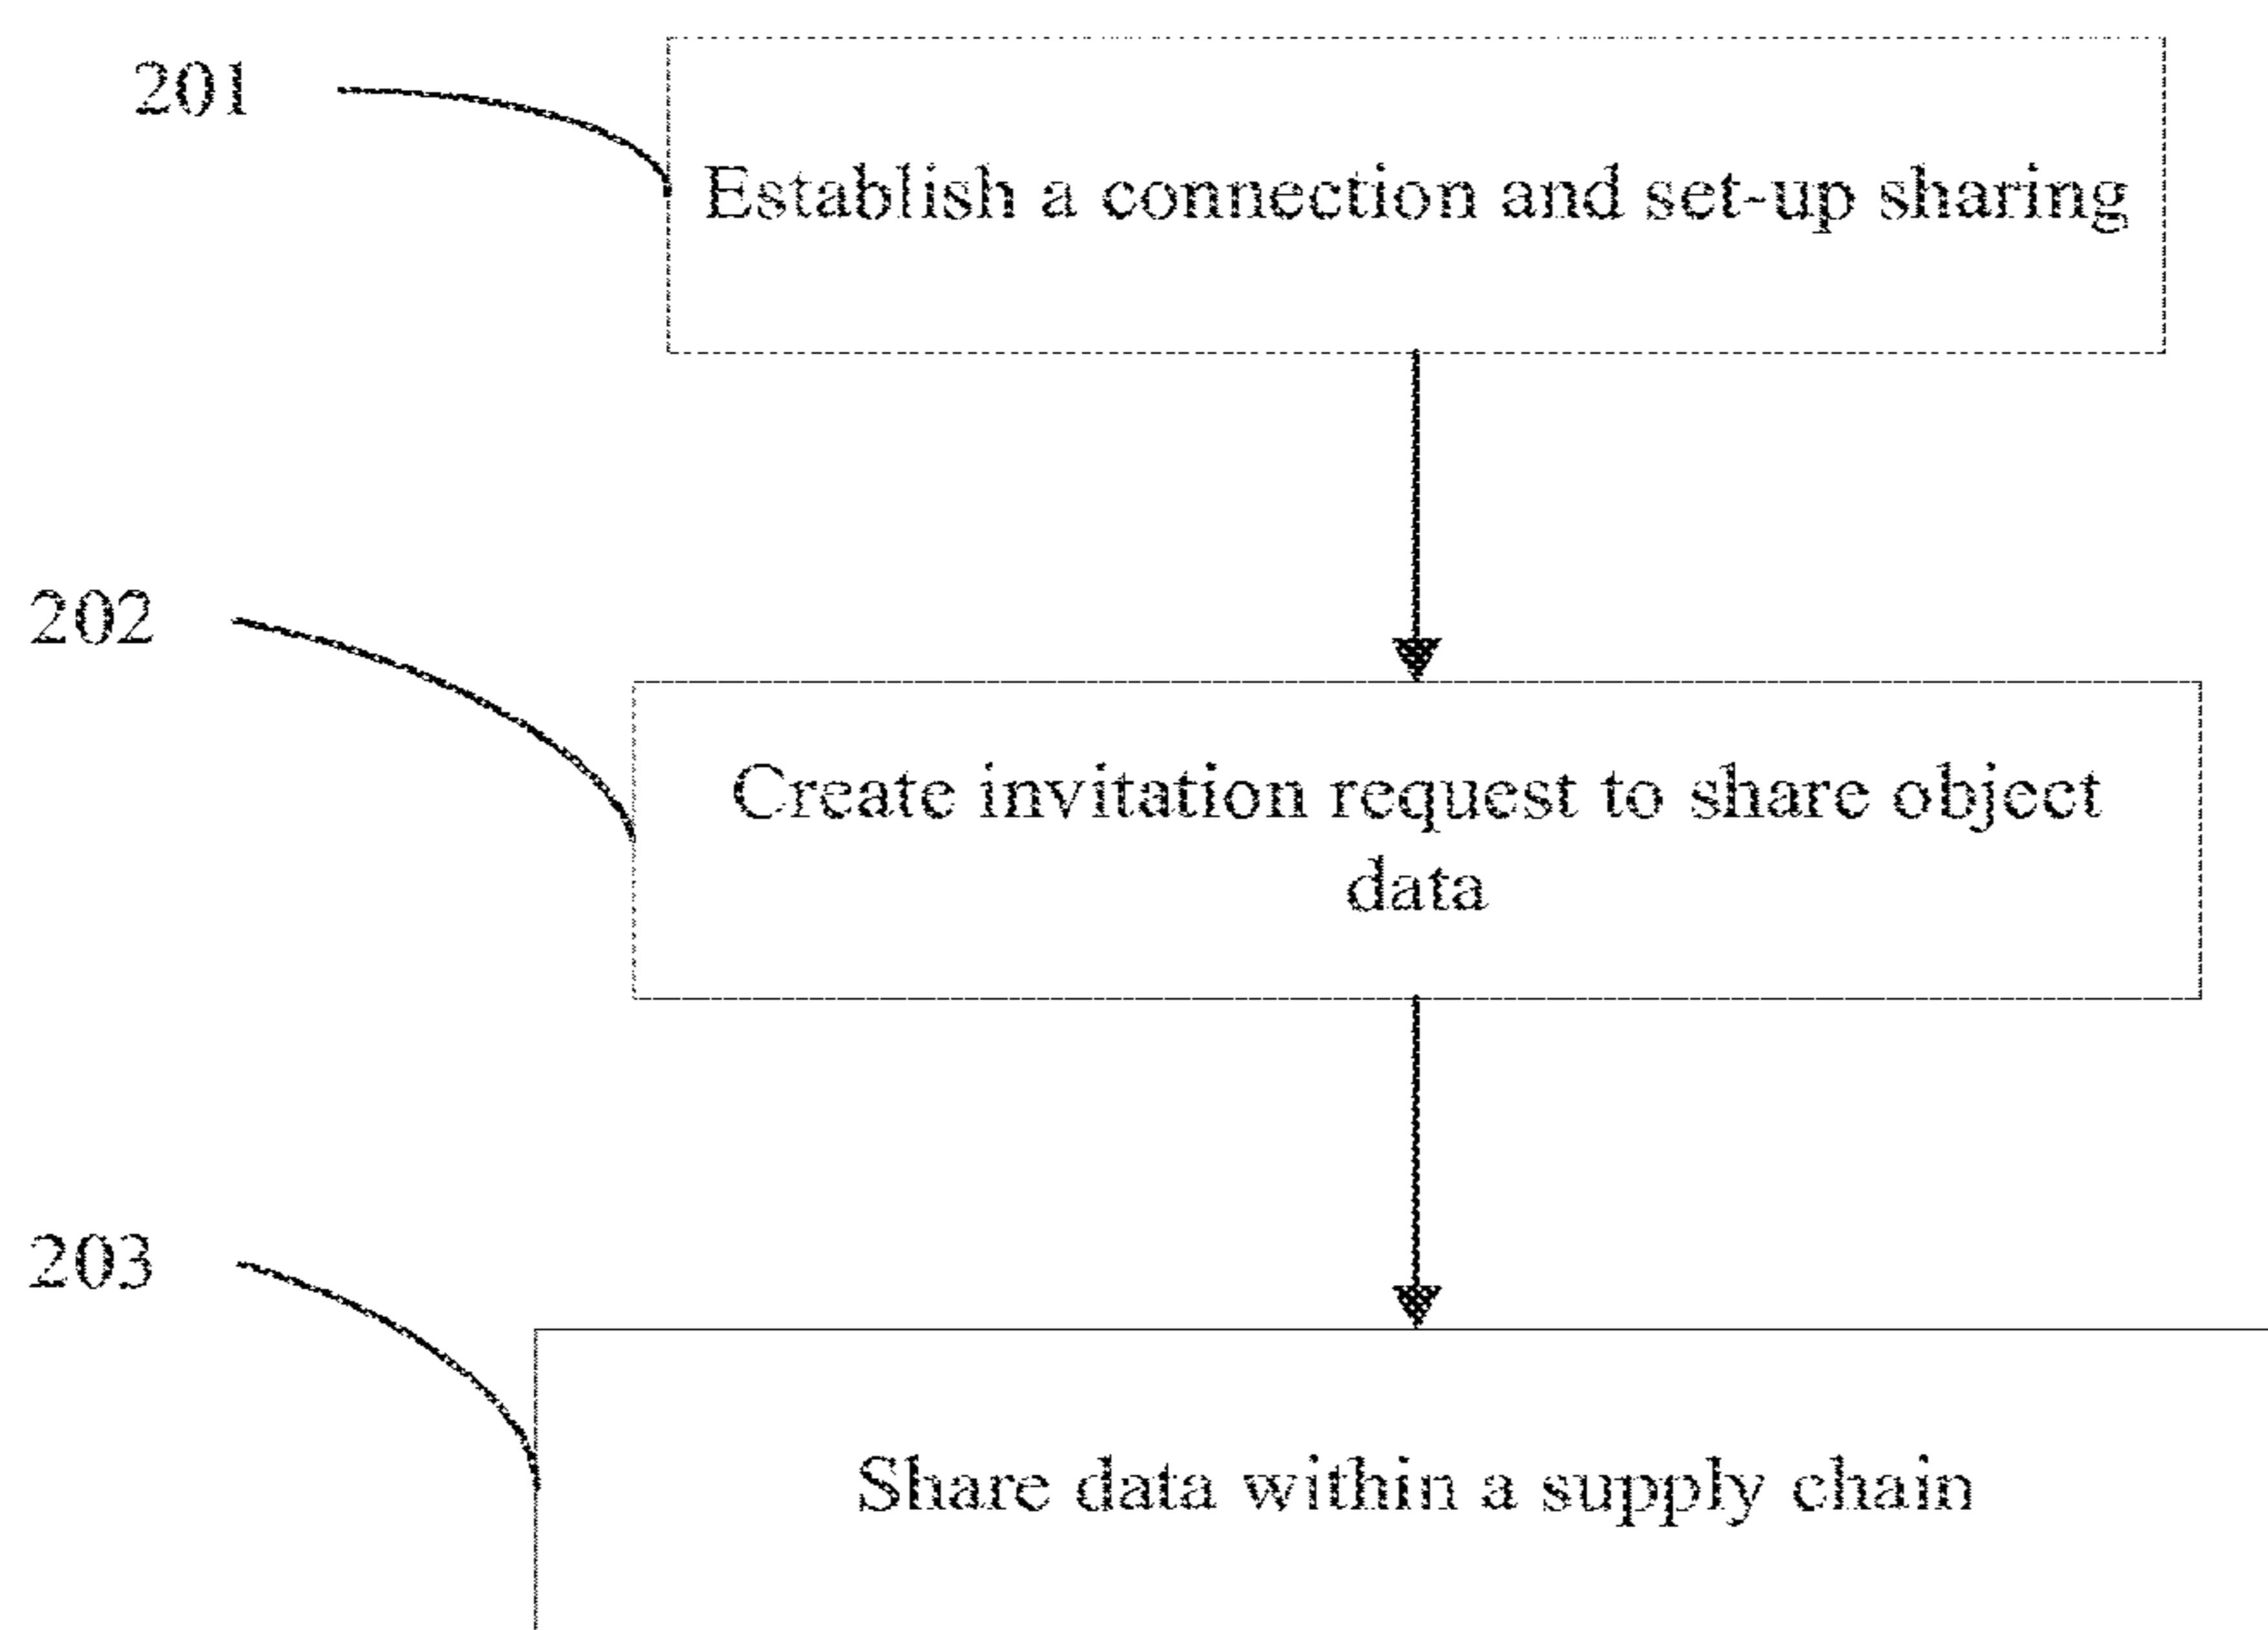 201
Establish a connection and set-up sharing
202
Create invitation request to share object
data
203
Share data within a supply chain